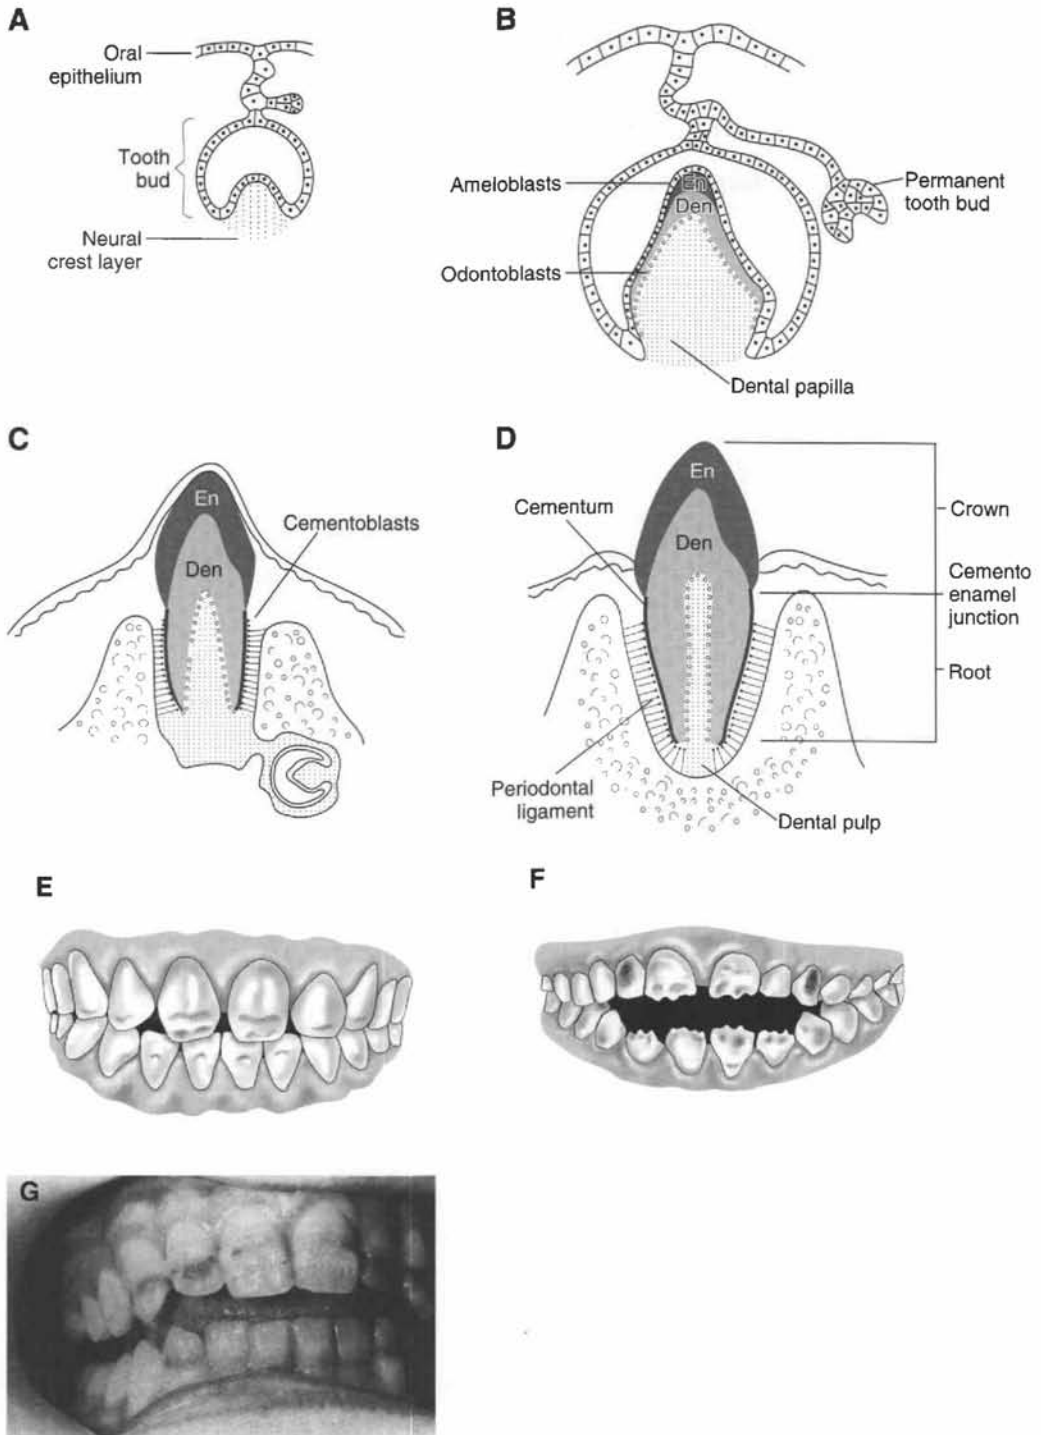 A
Oral
epithelium
Tooth
bud
Neural
crest layer
B
Ameloblasts
En
Den
Odontoblasts
Permanent
tooth bud
Dental papilla
C
En
Den
Cementoblasts
D
En
Cementum
Den
Crown
Cemento
enamel
junction
Root
Periodontal
ligament
Dental pulp
E
F
G